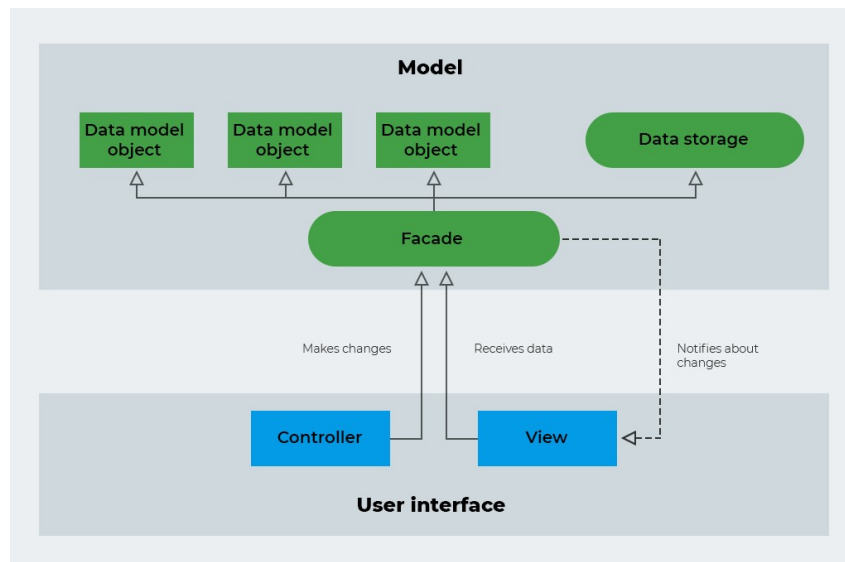 Model
Data model
object
Data model
object
Data model
object
Data storage
Facade
Makes changes
Receives data
Notifies about
changes
Controller
View
User interface